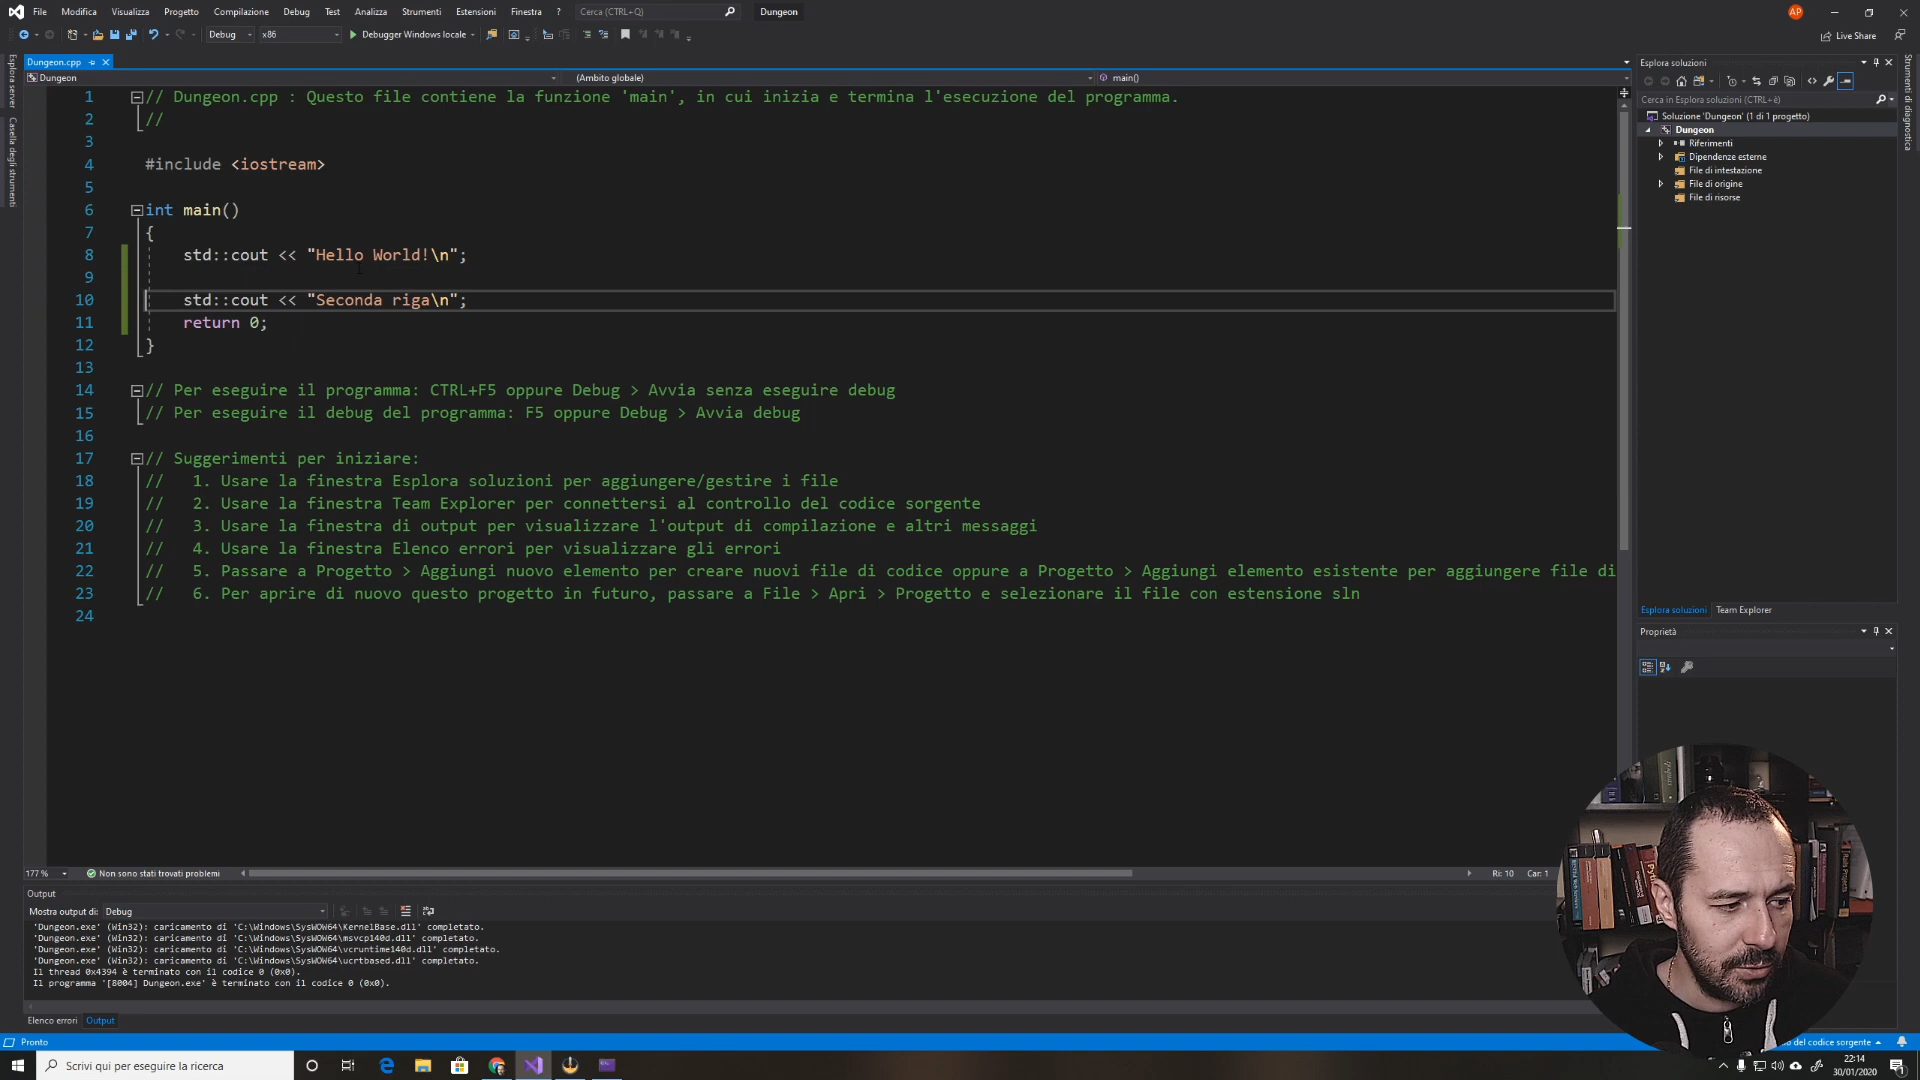 File Modifica Visualizza Progetto Compilazione Debug Test Analizza Strumenti Estensioni Finestra ? Cerca (CTRL+Q) Dungeon AP
Debug x86 Debugger Windows locale Live Share
Dungeon.cpp
Esplora soluzioni
Dungeon (Ambito globale) main()
Esplora server
Casella degli strumenti
Strumenti di diagnostica
1 // Dungeon.cpp : Questo file contiene la funzione 'main', in cui inizia e termina l'esecuzione del programma.
2 //
3
4 #include <iostream>
5
6 int main()
7 {
8 std::cout << "Hello World!\n";
9
10 std::cout << "Seconda riga\n";
11 return 0;
12 }
13
14 // Per eseguire il programma: CTRL+F5 oppure Debug > Avvia senza eseguire debug
15 // Per eseguire il debug del programma: F5 oppure Debug > Avvia debug
16
17 // Suggerimenti per iniziare:
18 // 1. Usare la finestra Esplora soluzioni per aggiungere/gestire i file
19 // 2. Usare la finestra Team Explorer per connettersi al controllo del codice sorgente
20 // 3. Usare la finestra di output per visualizzare l'output di compilazione e altri messaggi
21 // 4. Usare la finestra Elenco errori per visualizzare gli errori
22 // 5. Passare a Progetto > Aggiungi nuovo elemento per creare nuovi file di codice oppure a Progetto > Aggiungi elemento esistente per aggiungere file di
23 // 6. Per aprire di nuovo questo progetto in futuro, passare a File > Apri > Progetto e selezionare il file con estensione sln
24
Cerca in Esplora soluzioni (CTRL+è)
Soluzione 'Dungeon' (1 di 1 progetto)
Dungeon
Riferimenti
Dipendenze esterne
File di intestazione
File di origine
File di risorse
Esplora soluzioni Team Explorer
Proprietà
177 % Non sono stati trovati problemi Ri: 10 Car: 1
Output
Mostra output di: Debug
'Dungeon.exe' (Win32): caricamento di 'C:\Windows\SysWOW64\KernelBase.dll' completato.
'Dungeon.exe' (Win32): caricamento di 'C:\Windows\SysWOW64\msvcp140d.dll' completato.
'Dungeon.exe' (Win32): caricamento di 'C:\Windows\SysWOW64\vcruntime140d.dll' completato.
'Dungeon.exe' (Win32): caricamento di 'C:\Windows\SysWOW64\ucrtbased.dll' completato.
Il thread 0x4394 è terminato con il codice 0 (0x0).
Il programma '[8004] Dungeon.exe' è terminato con il codice 0 (0x0).
Elenco errori Output
Pronto del codice sorgente
Scrivi qui per eseguire la ricerca
22:14
30/01/2020